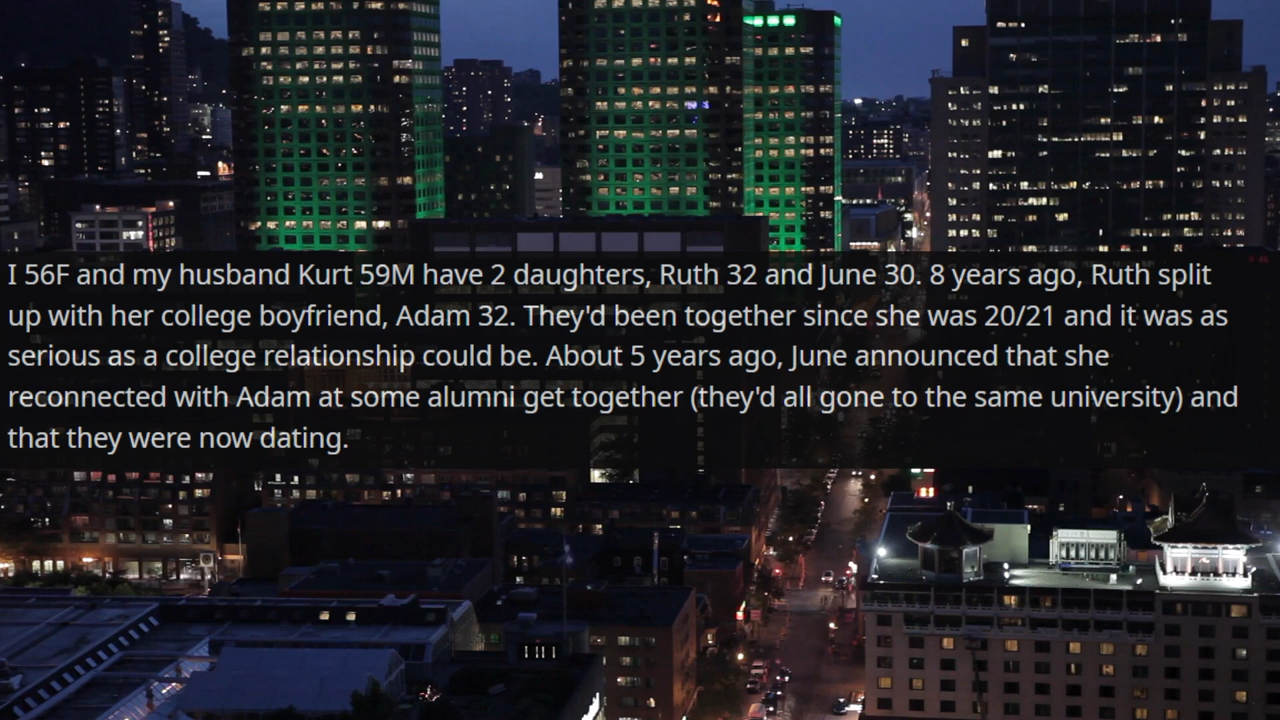 I 56F and my husband Kurt 59M have 2 daughters, Ruth 32 and June 30. 8 years ago, Ruth split
up with her college boyfriend, Adam 32. They'd been together since she was 20/21 and it was as
serious as a college relationship could be. About 5 years ago, June announced that she
reconnected with Adam at some alumni get together (they'd all gone to the same university) and
that they were now dating.